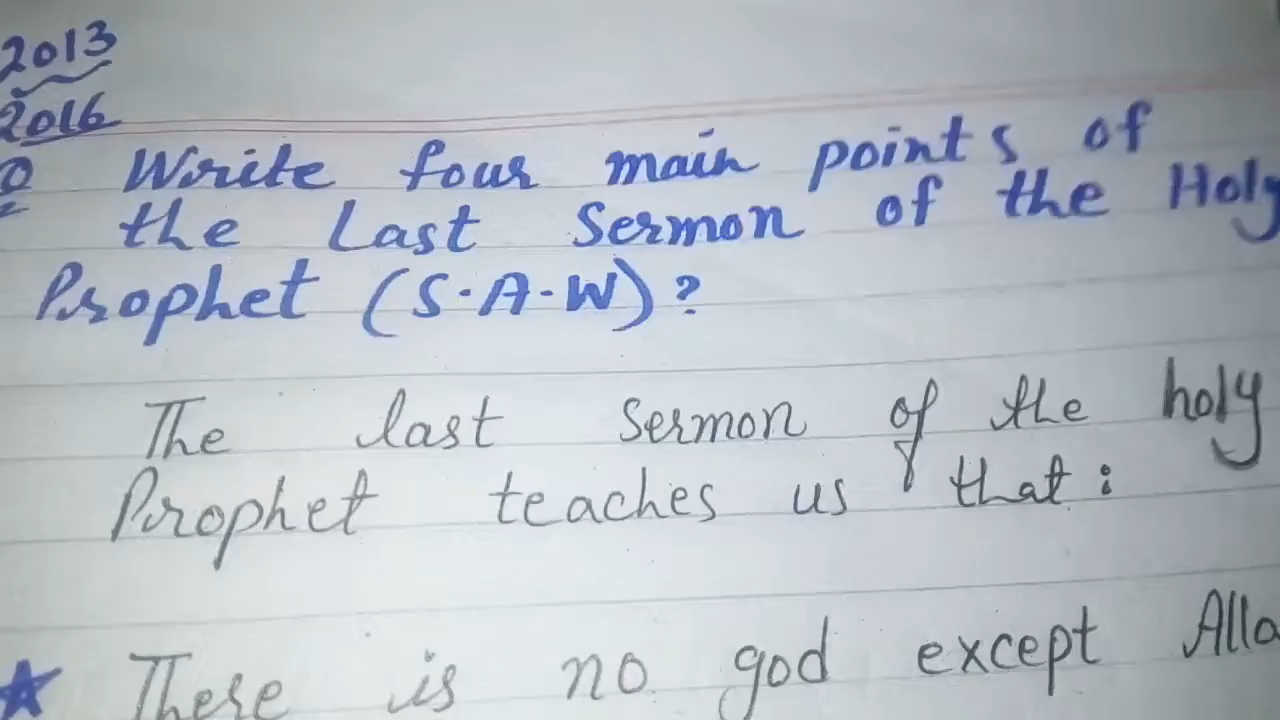 2013
2016
Q Write four main points of
the Last Sermon of the Holy
Prophet (S.A.W)?
The last sermon of the holy
Prophet teaches us that:
There is no god except Alla